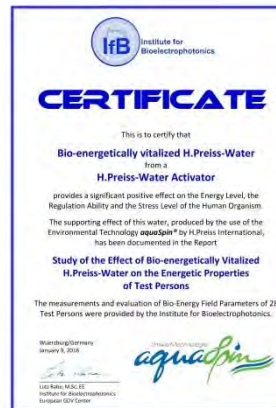 IfB
Institute for
Bioelectrophotonics
CERTIFICATE
This is to certify that
Bio-energetically vitalized H.Preiss-Water
from a
H.Preiss-Water Activator
provides a significant positive effect on the Energy Level, the
Regulation Ability and the Stress Level of the Human Organism.
The supporting effect of this water, produced by the use of the
Environmental Technology aquaSpin® by H.Preiss International,
has been documented in the Report
Study of the Effect of Bio-energetically Vitalized
H.Preiss-Water on the Energetic Properties
of Test Persons
The measurements and evaluation of Bio-Energy Field Parameters of
Test Persons were provided by the Institute for Bioelectrophotonics.
Wuerzburg/Germany
January 9, 2016
aquaSpin
Lutz Rabe, M.Sc. EE
Institute for Bioelectrophotonics
European GDV Center